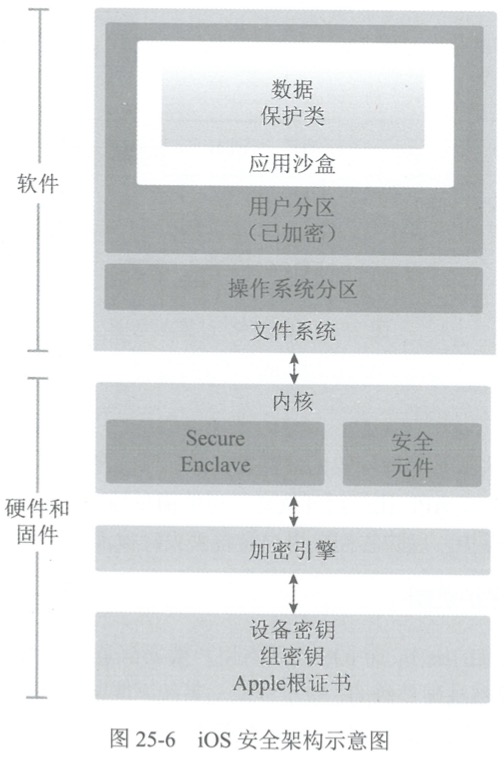 软件
数据
保护类
应用沙盒
用户分区
（已加密）
操作系统分区
文件系统
硬件和
固件
内核
Secure
Enclave
安全
元件
加密引擎
设备密钥
组密钥
Apple根证书
图 25-6 iOS 安全架构示意图